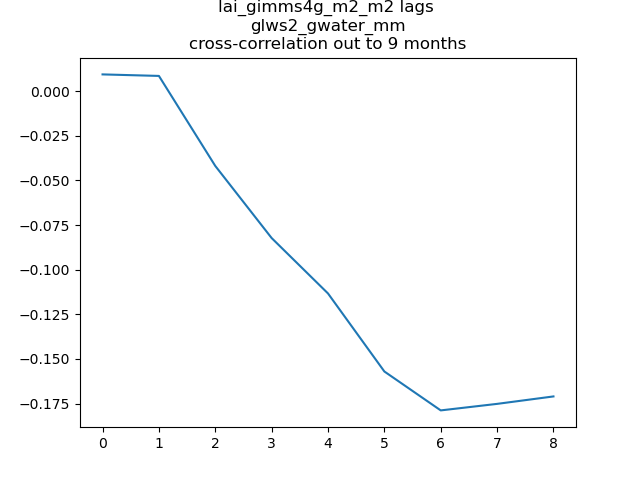 lai_gimms4g_m2_m2 lags
glws2_gwater_mm
cross-correlation out to 9 months
0.000
−0.025
−0.050
−0.075
−0.100
−0.125
−0.150
−0.175
0 1 2 3 4 5 6 7 8